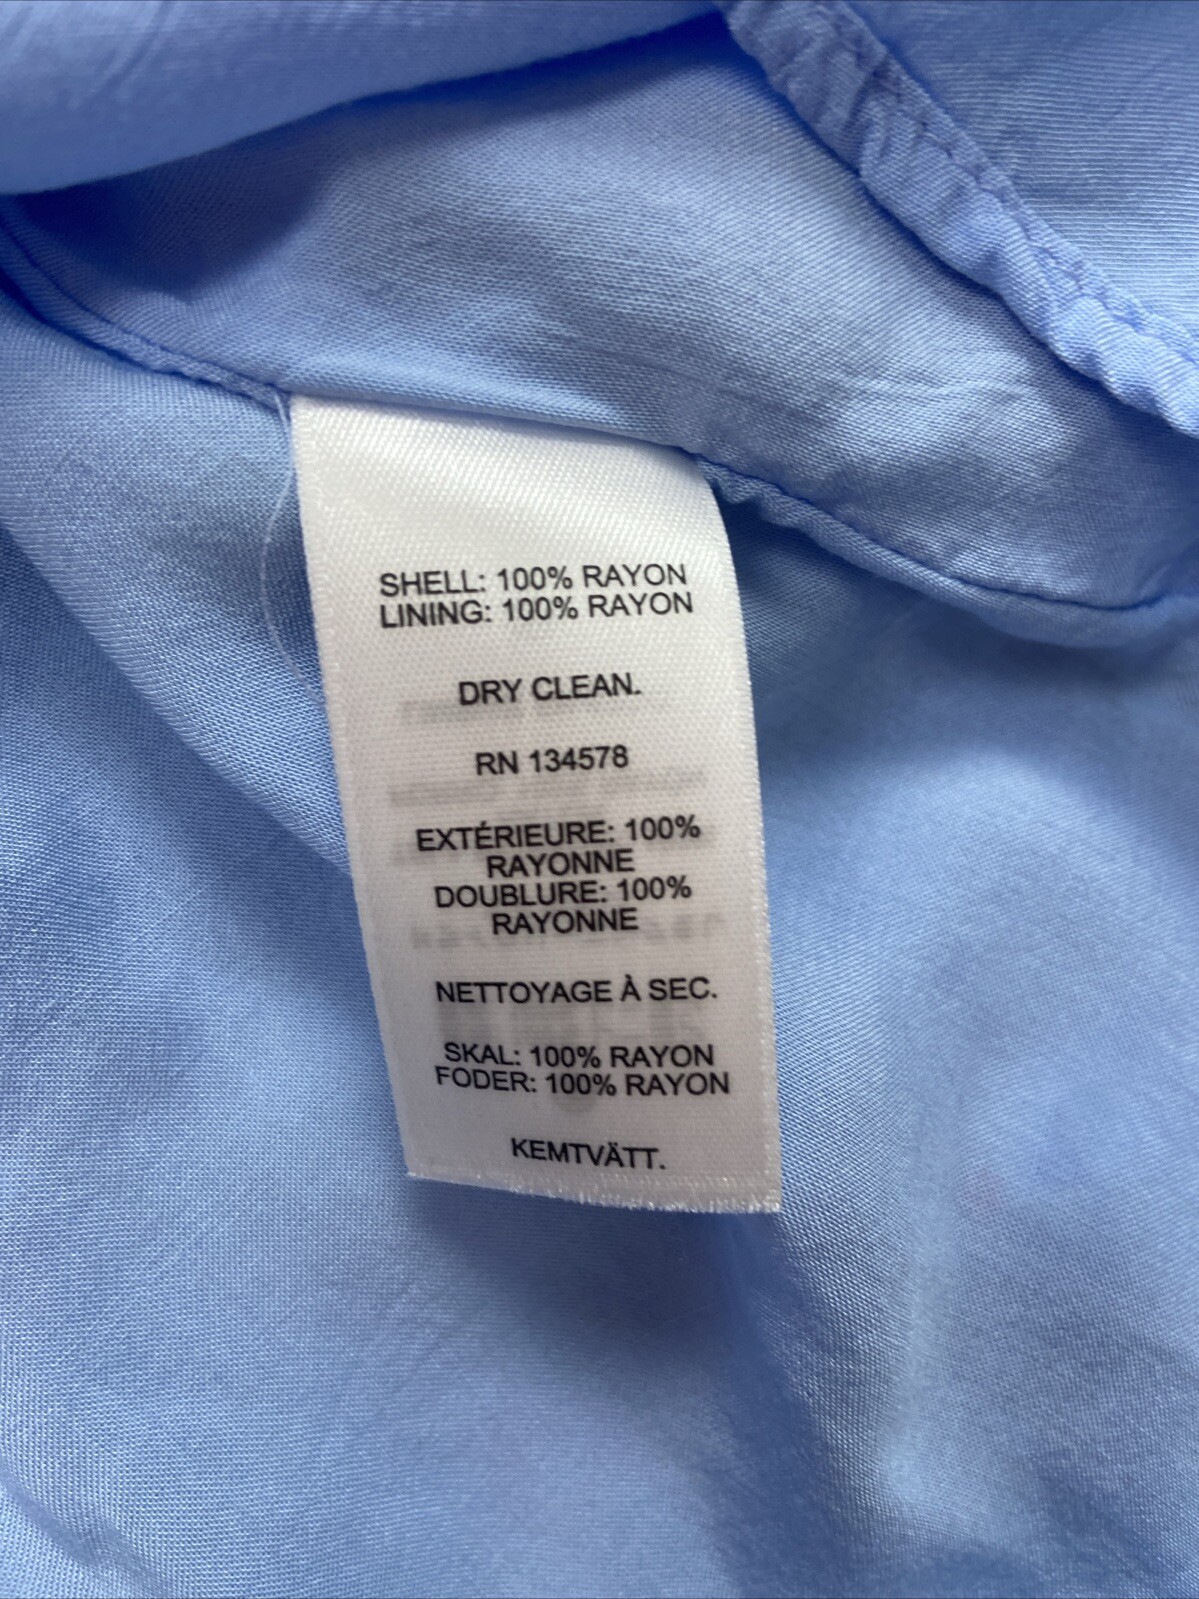 SHELL: 100% RAYON
LINING: 100% RAYON
DRY CLEAN.
RN 134578
EXTÉRIEURE: 100%
RAYONNE
DOUBLURE: 100%
RAYONNE
NETTOYAGE À SEC.
SKAL: 100% RAYON
FODER: 100% RAYON
KEMTVÄTT.